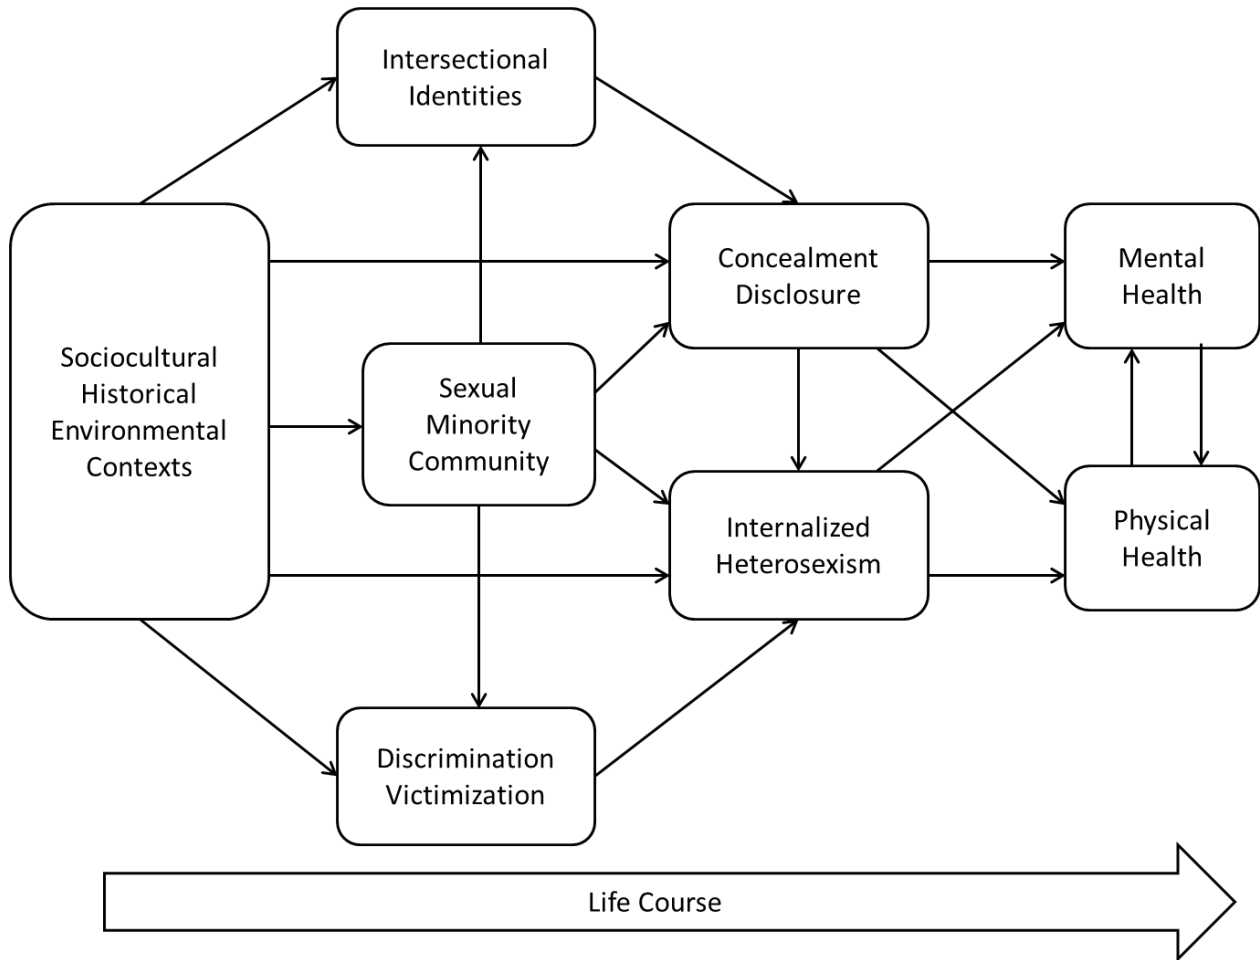 Intersectional
Identities
Sociocultural
Historical
Environmental
Contexts
Sexual
Minority
Community
Discrimination
Victimization
Concealment
Disclosure
Internalized
Heterosexism
Mental
Health
Physical
Health
Life Course